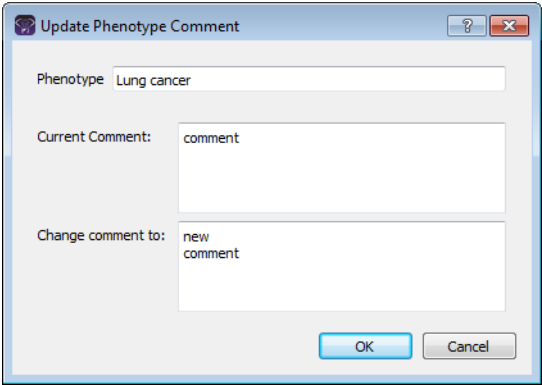 Update Phenotype Comment
?
Phenotype Lung cancer
Current Comment: comment
Change comment to: new
comment
OK Cancel